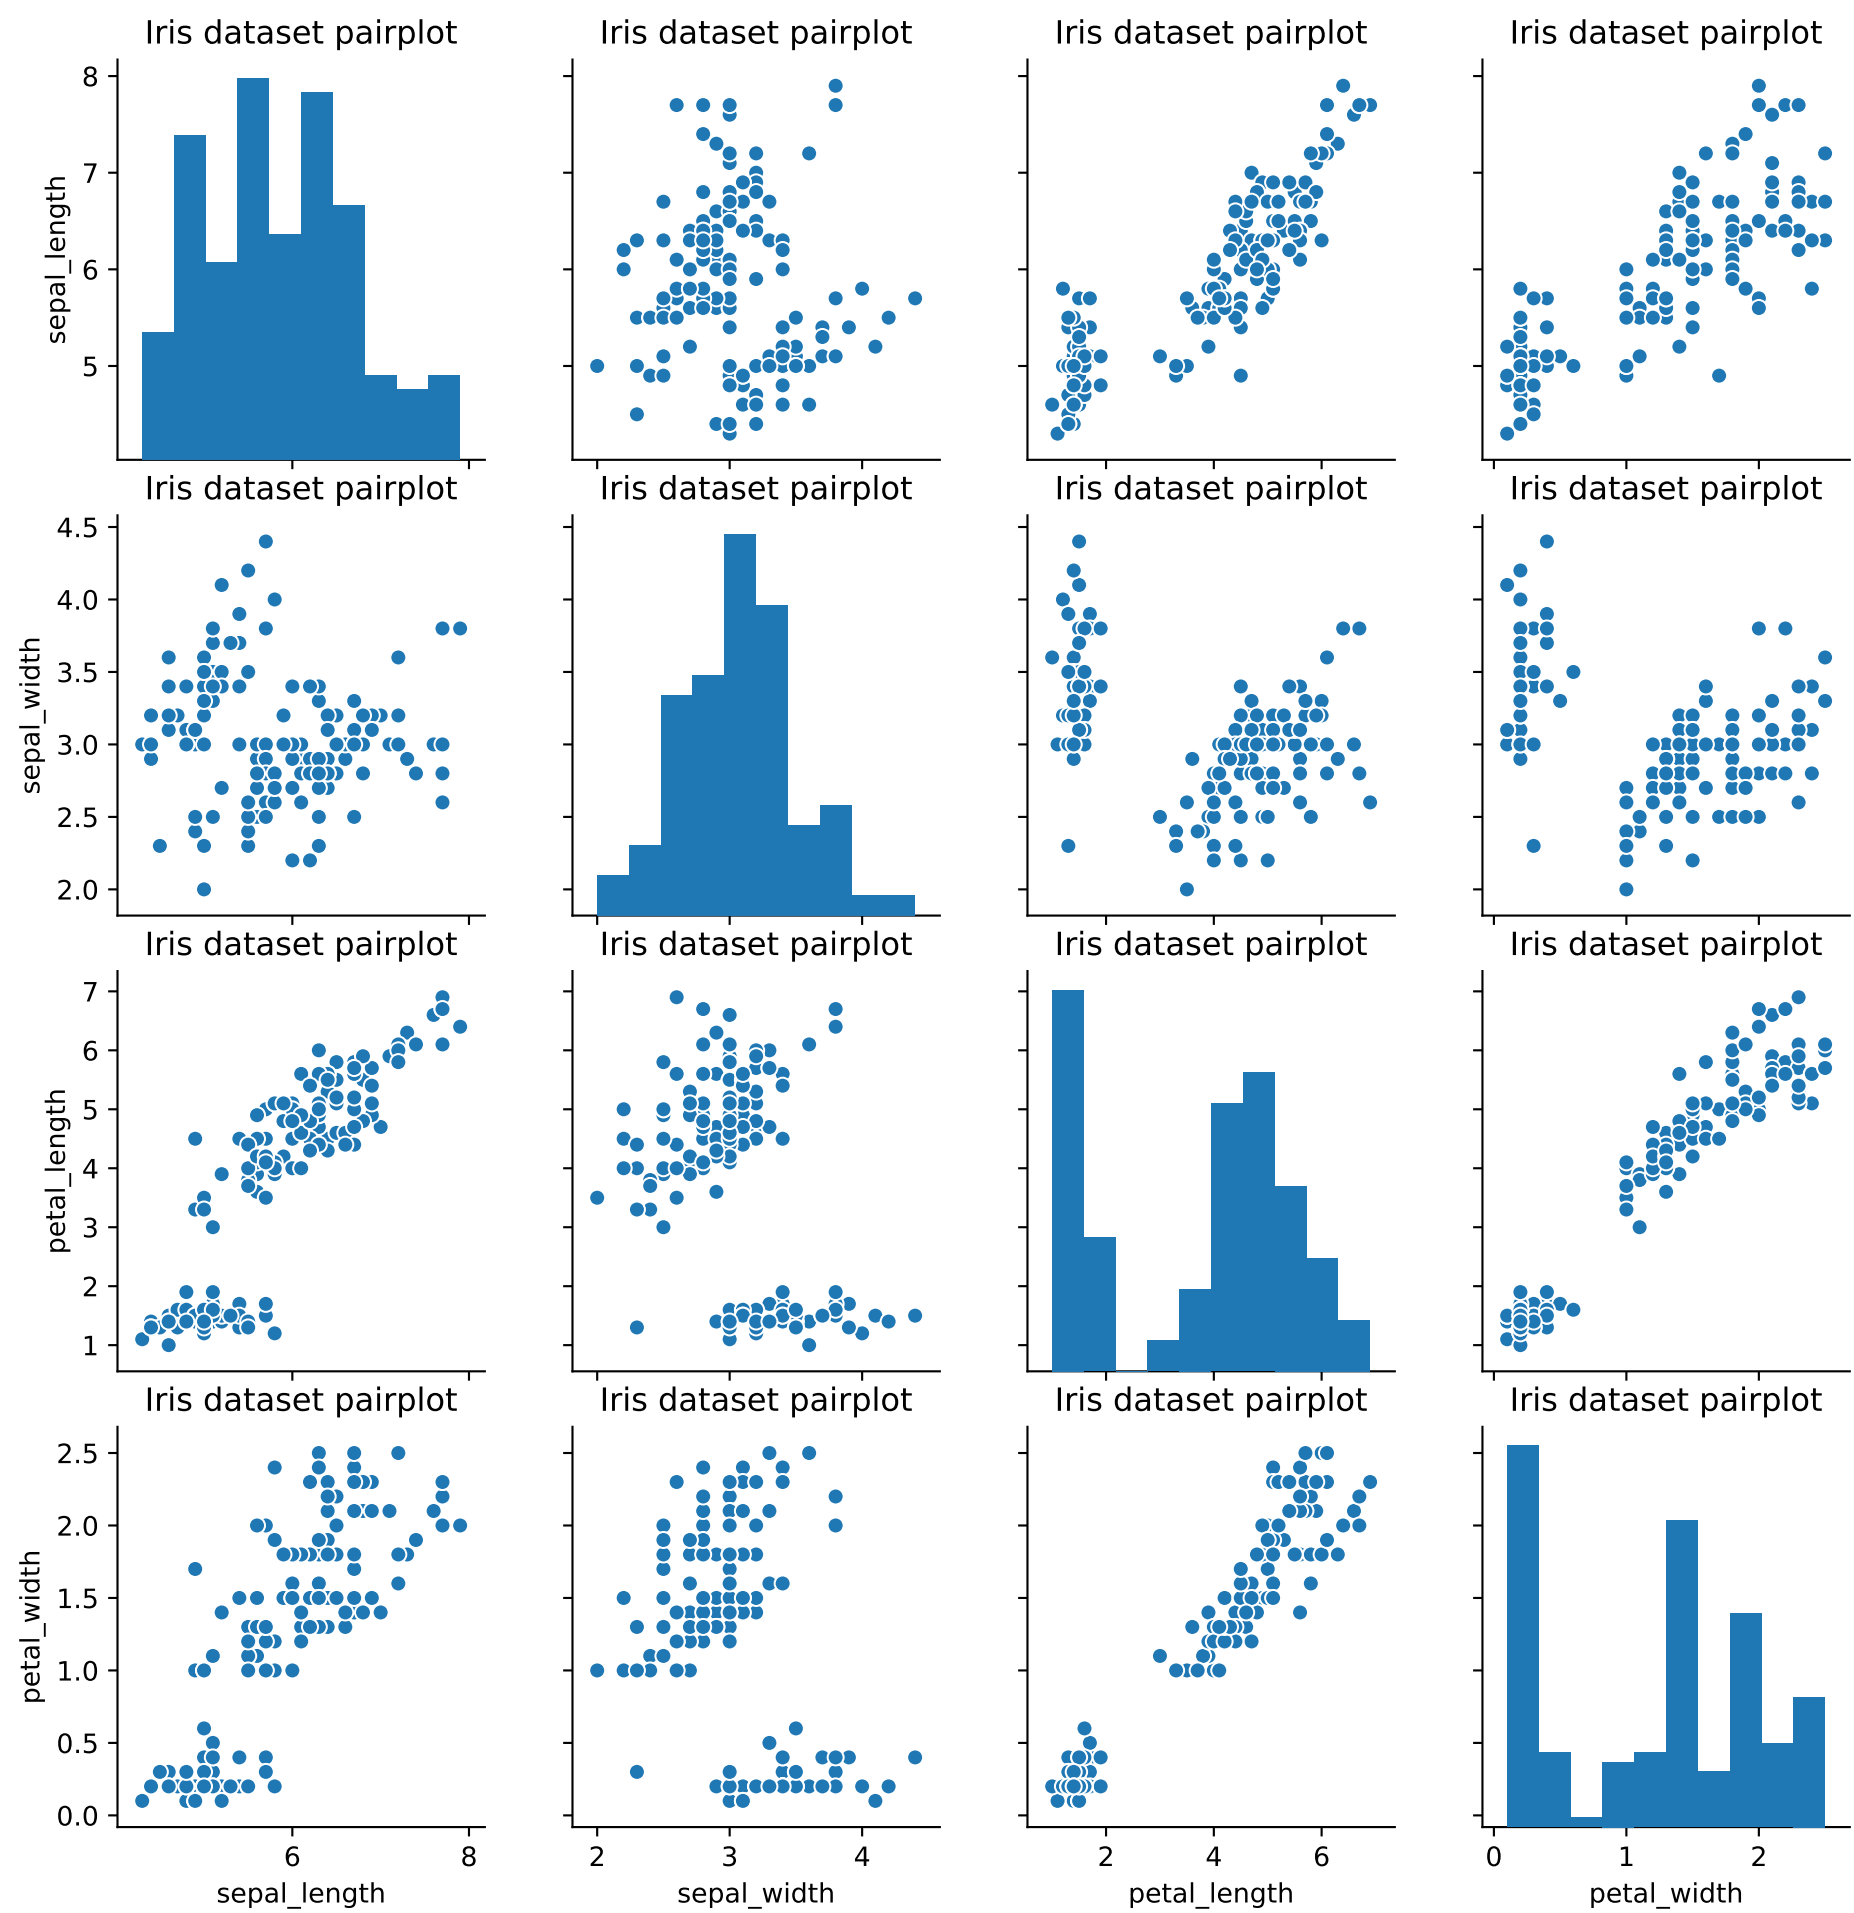 Iris dataset pairplot Iris dataset pairplot Iris dataset pairplot Iris dataset pairplot
8
7
6
5
sepal_length
Iris dataset pairplot Iris dataset pairplot Iris dataset pairplot Iris dataset pairplot
4.5
4.0
3.5
3.0
2.5
2.0
sepal_width
Iris dataset pairplot Iris dataset pairplot Iris dataset pairplot Iris dataset pairplot
7
6
5
4
3
2
1
petal_length
Iris dataset pairplot Iris dataset pairplot Iris dataset pairplot Iris dataset pairplot
2.5
2.0
1.5
1.0
0.5
0.0
petal_width
6 8 2 3 4 2 4 6 0 1 2
sepal_length sepal_width petal_length petal_width